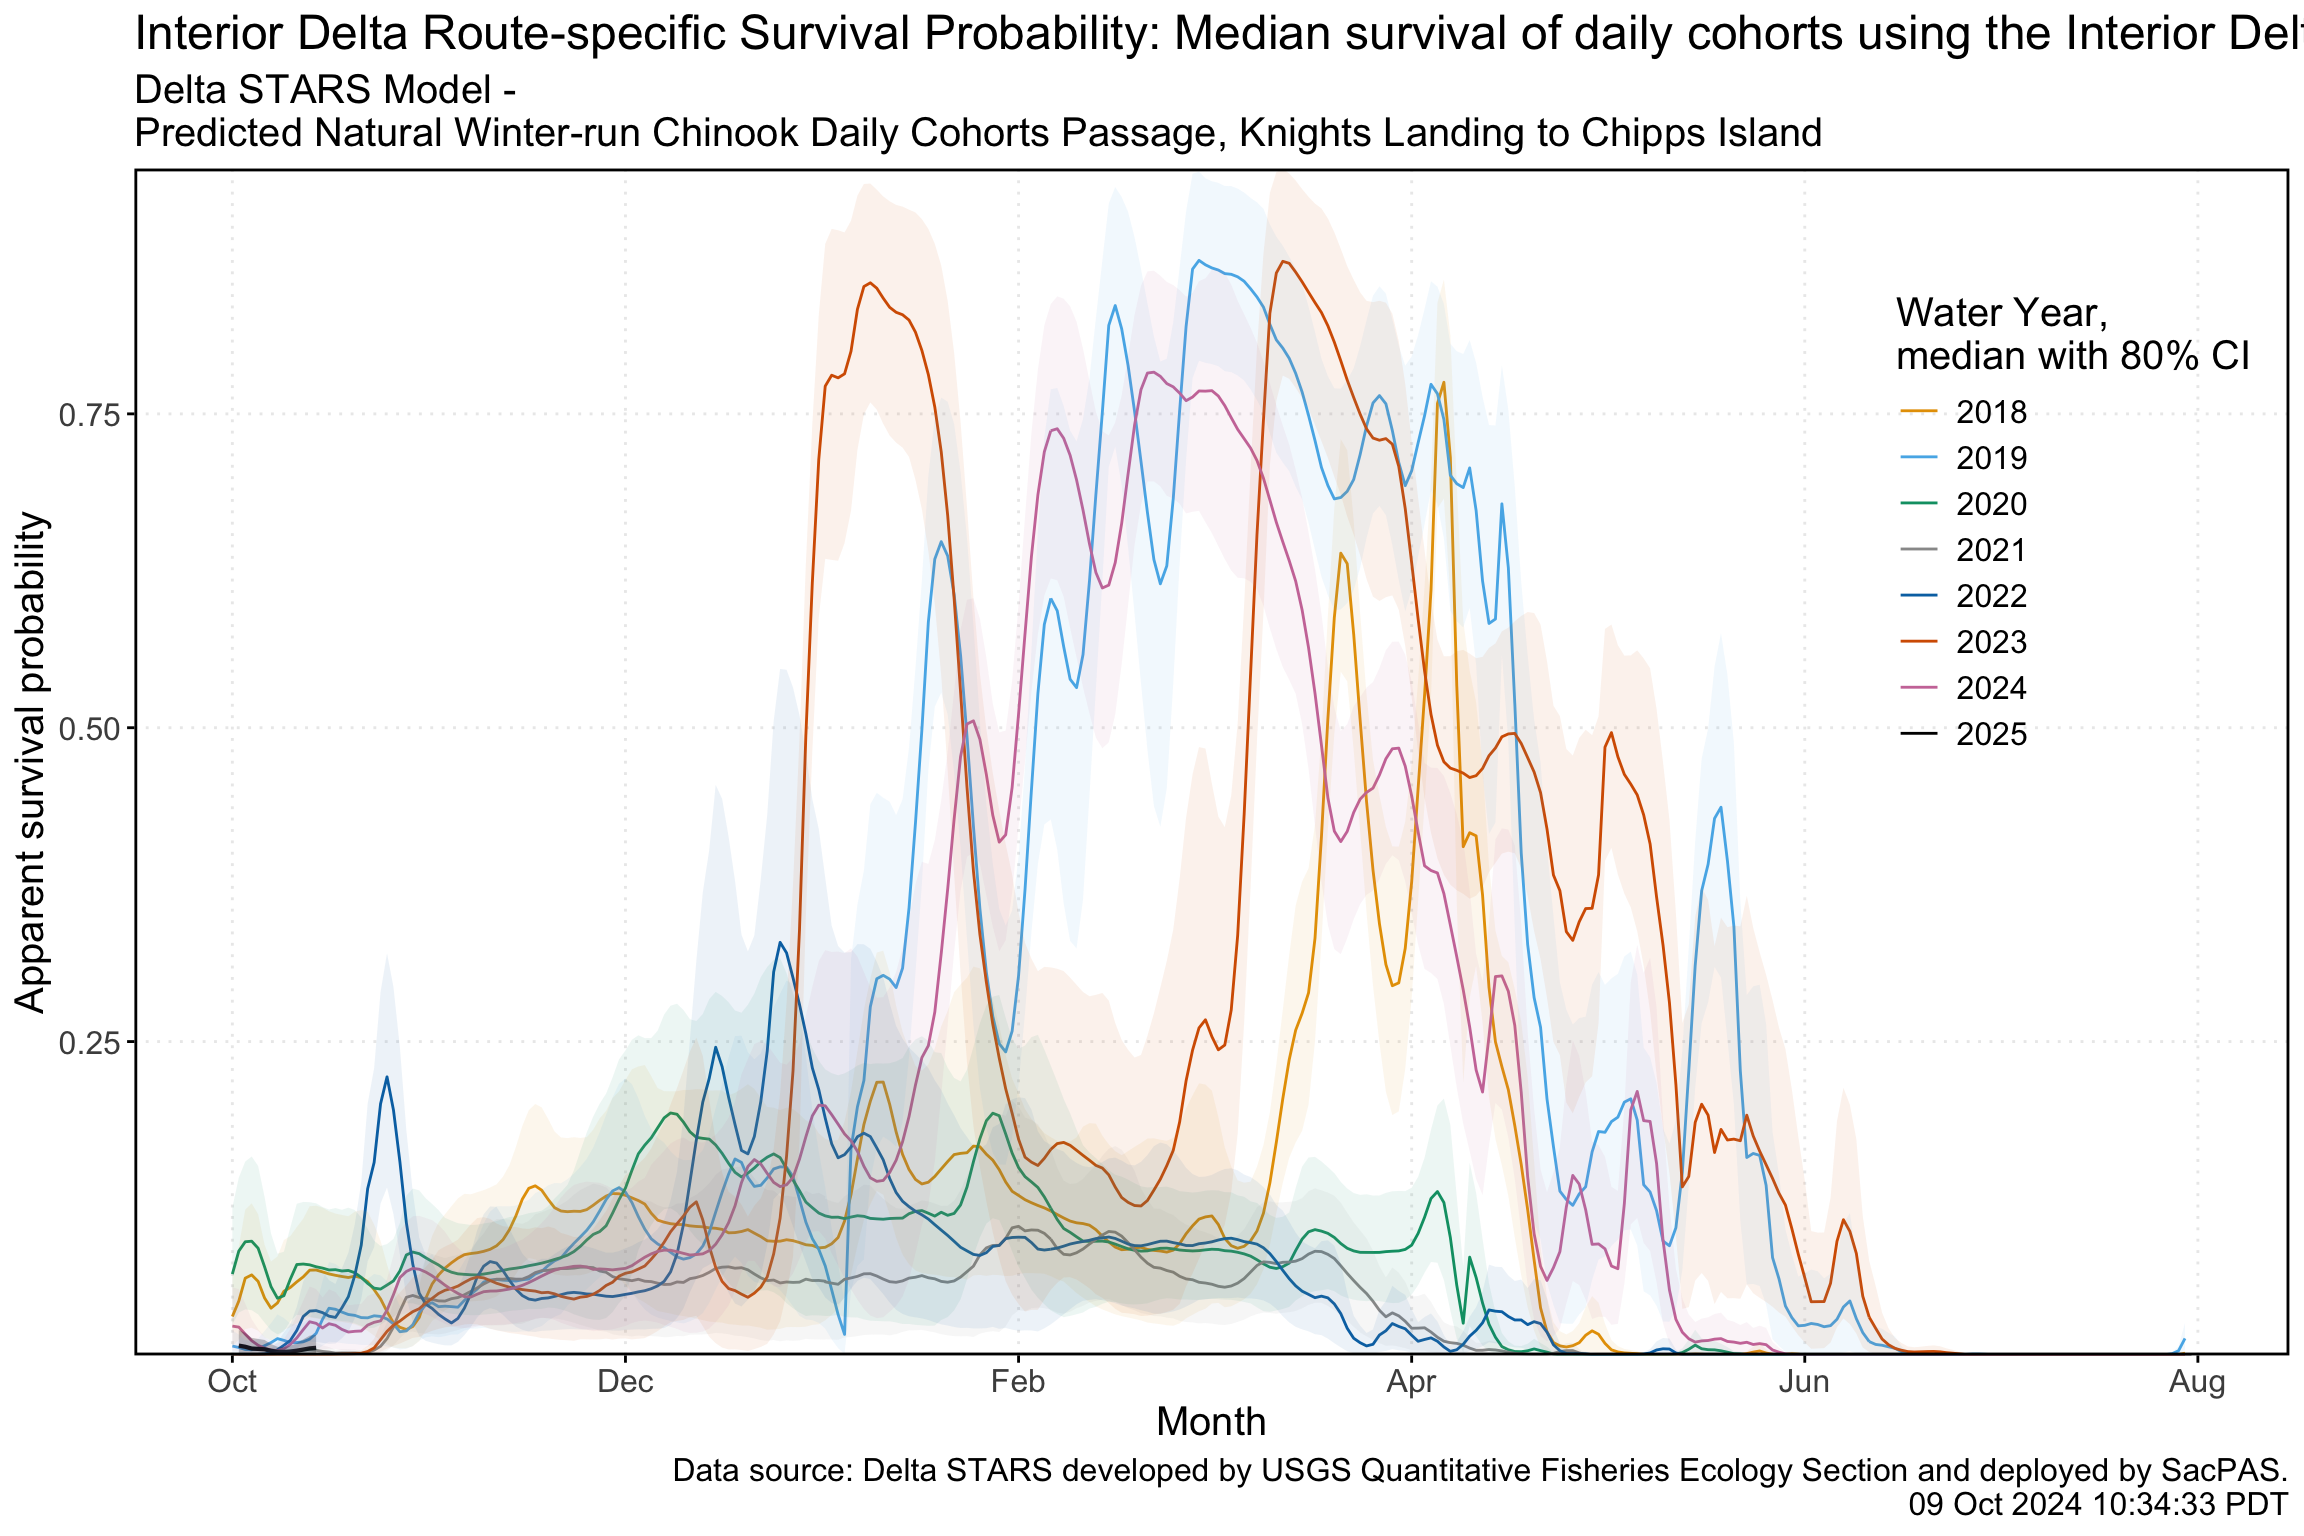 Interior Delta Route-specific Survival Probability: Median survival of daily cohorts using the Interior Del
Delta STARS Model -
Predicted Natural Winter-run Chinook Daily Cohorts Passage, Knights Landing to Chipps Island
Apparent survival probability
0.75
0.50
0.25
Water Year,
median with 80% CI
2018
2019
2020
2021
2022
2023
2024
2025
Oct
Dec
Feb
Apr
Jun
Aug
Month
Data source: Delta STARS developed by USGS Quantitative Fisheries Ecology Section and deployed by SacPAS.
09 Oct 2024 10:34:33 PDT